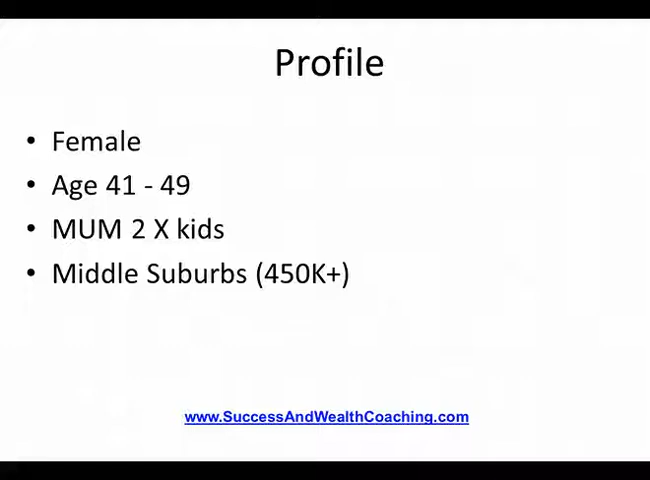 Profile
• Female
• Age 41 - 49
• MUM 2 X kids
• Middle Suburbs (450K+)
www.SuccessAndWealthCoaching.com